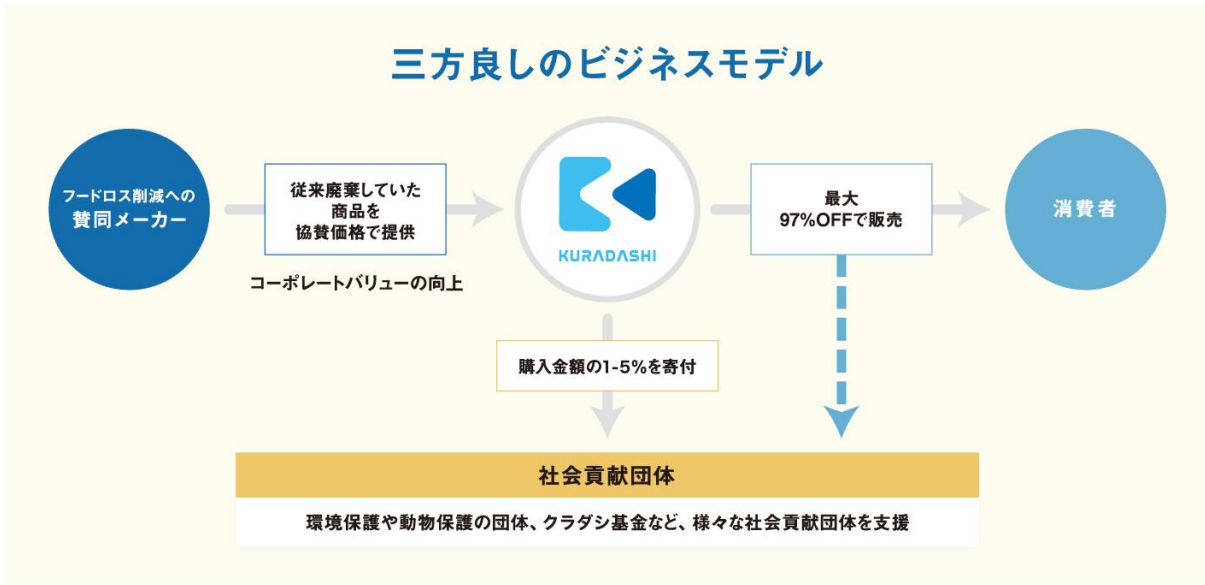 三方良しのビジネスモデル
フードロス削減への
賛同メーカー
従来廃棄していた
商品を
協賛価格で提供
コーポレートバリューの向上
KURADASHI
最大
97%OFFで販売
消費者
購入金額の1-5%を寄付
社会貢献団体
環境保護や動物保護の団体、クラダシ基金など、様々な社会貢献団体を支援